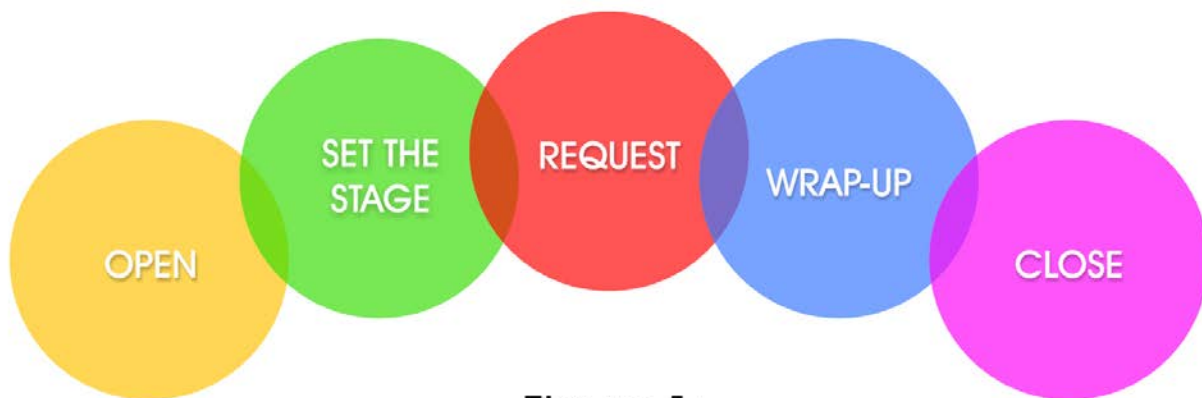 OPEN
SET THE
STAGE
REQUEST
WRAP-UP
CLOSE